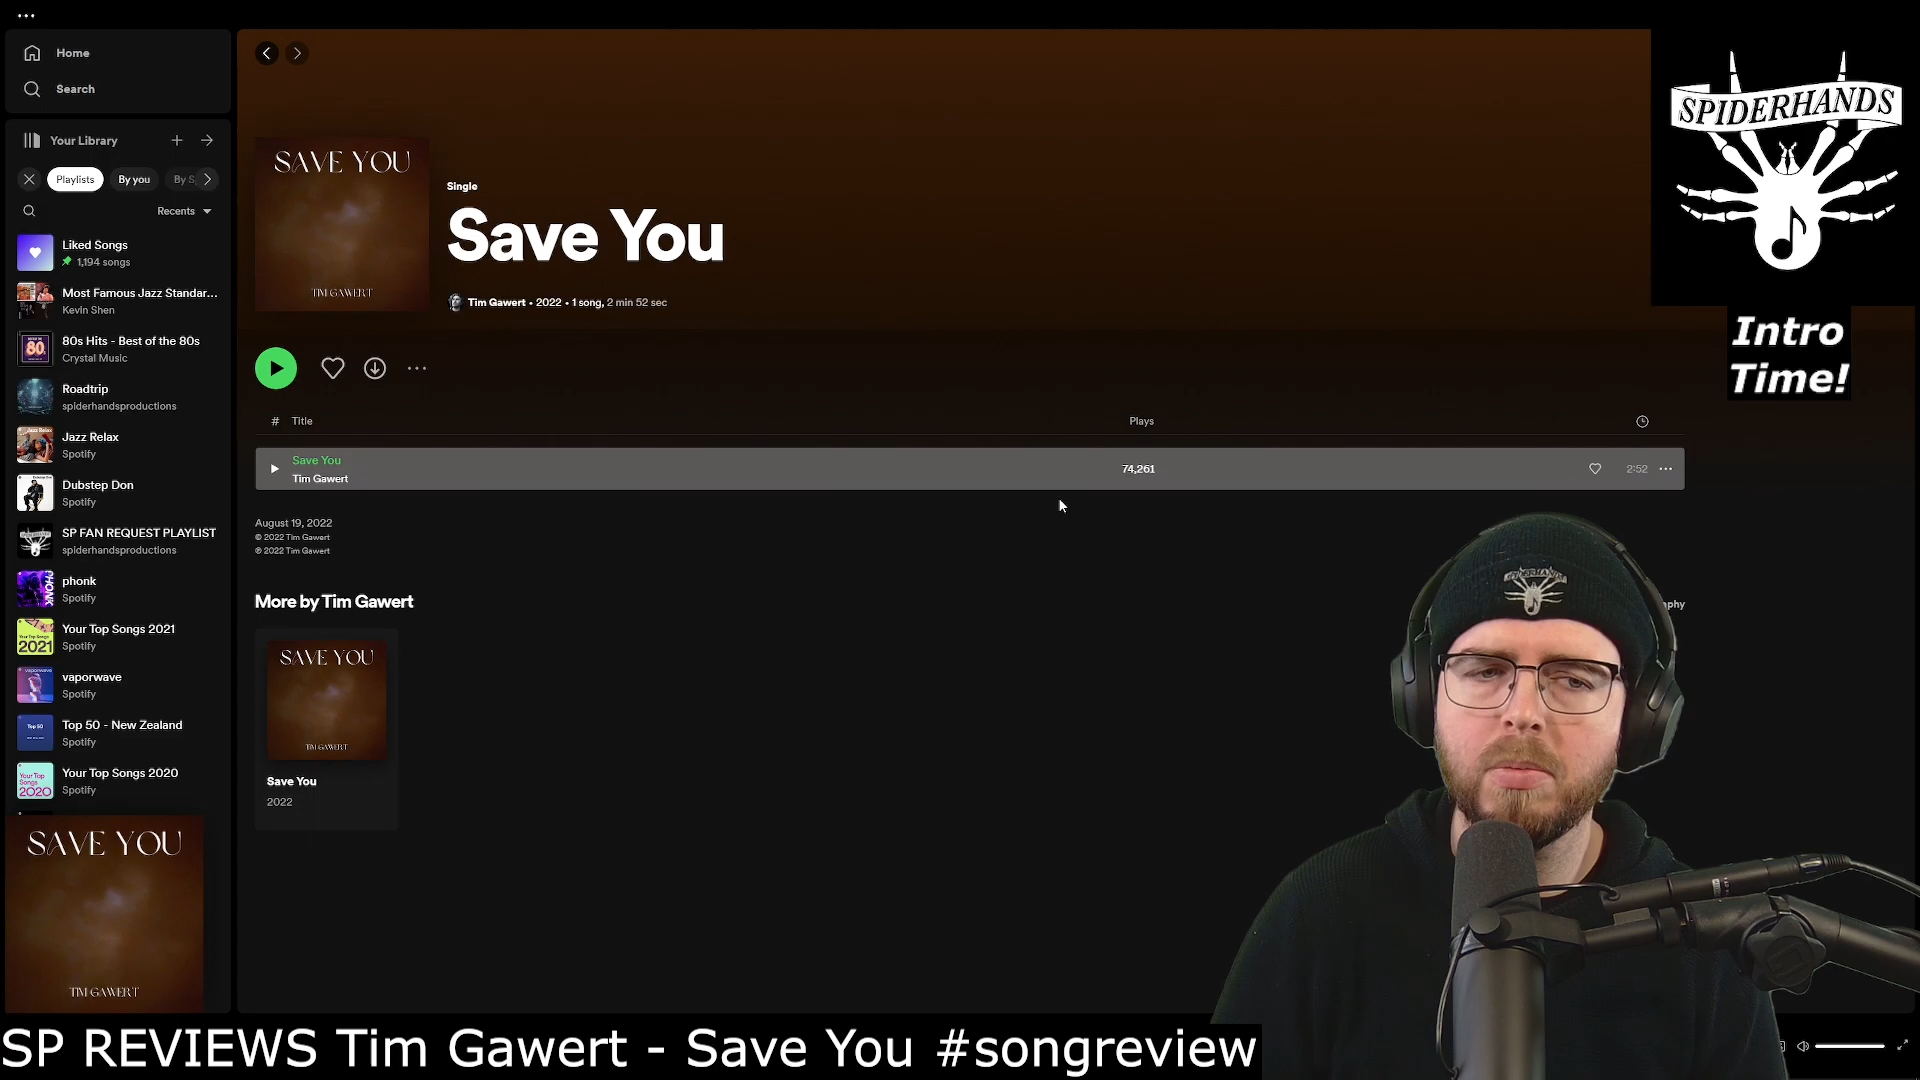 Home
Search
Your Library
Playlists
By you
By S
Recents
Liked Songs
1,194 songs
Most Famous Jazz Standar...
Kevin Shen
80s Hits - Best of the 80s
Crystal Music
Roadtrip
spiderhandsproductions
Jazz Relax
Spotify
Dubstep Don
Spotify
SP FAN REQUEST PLAYLIST
spiderhandsproductions
phonk
Spotify
Your Top Songs 2021
Spotify
vaporwave
Spotify
Top 50 - New Zealand
Spotify
Your Top Songs 2020
Spotify
SAVE YOU
TIM GAWERT
SAVE YOU
TIM GAWERT
Single
Save You
Tim Gawert • 2022 • 1 song, 2 min 52 sec
# Title Plays
Save You
Tim Gawert
74,261
2:52
August 19, 2022
© 2022 Tim Gawert
℗ 2022 Tim Gawert
More by Tim Gawert
SAVE YOU
TIM GAWERT
Save You
2022
SPIDERHANDS
Intro
Time!
SPIDERHANDS
SP REVIEWS Tim Gawert - Save You #songreview